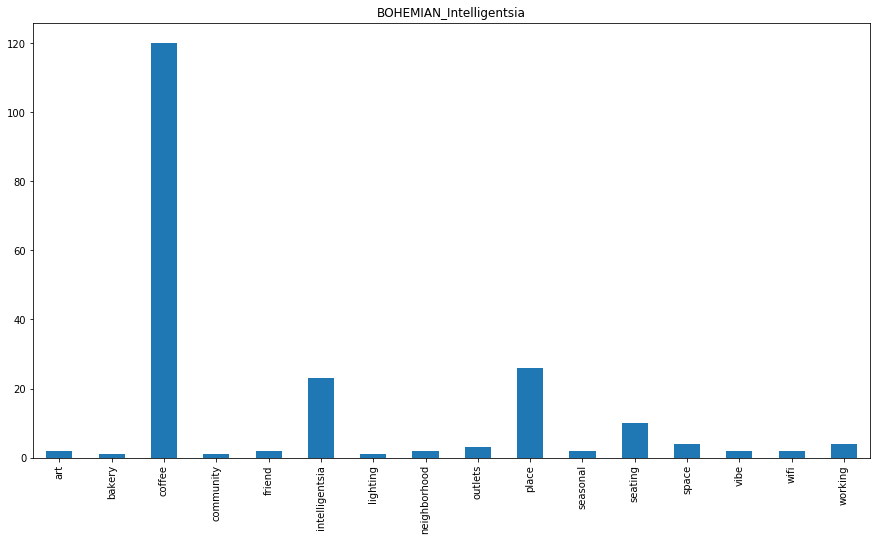 BOHEMIAN_Intelligentsia
120
100
80
60
40
20
0
art
bakery
coffee
community
friend
intelligentsia
lighting
neighborhood
outlets
place
seasonal
seating
space
vibe
wifi
working